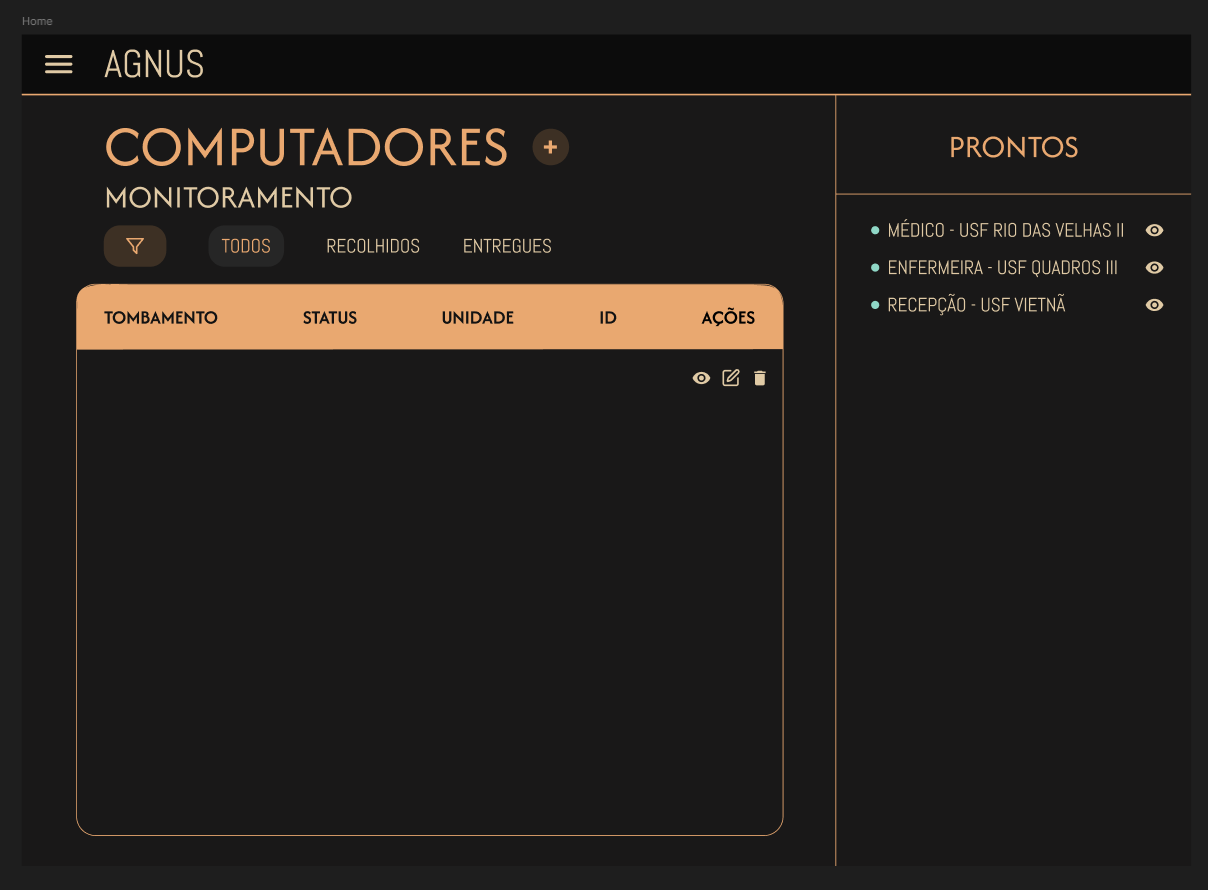 Home
AGNUS
COMPUTADORES
MONITORAMENTO
TODOS RECOLHIDOS ENTREGUES
TOMBAMENTO STATUS UNIDADE ID AÇÕES
PRONTOS
MÉDICO - USF RIO DAS VELHAS II
ENFERMEIRA - USF QUADROS III
RECEPÇÃO - USF VIETNÃ